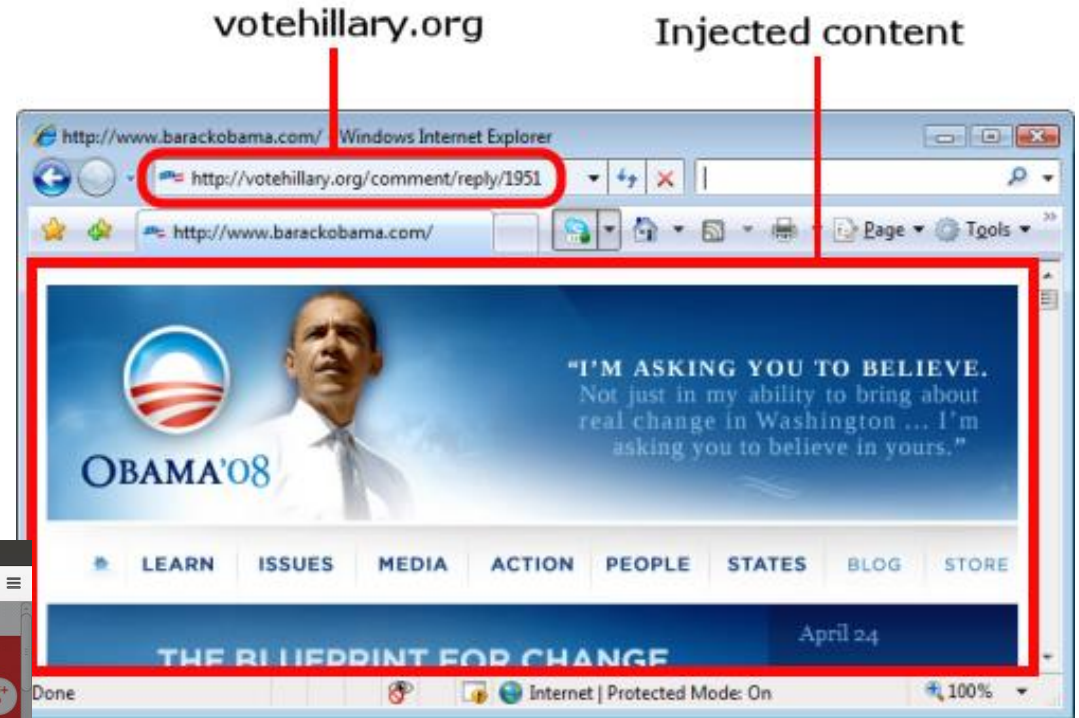 votehillary.org
Injected content
http://www.barackobama.com/ - Windows Internet Explorer
http://votehillary.org/comment/reply/1951
http://www.barackobama.com/
Page
Tools
"I'M ASKING YOU TO BELIEVE.
Not just in my ability to bring about
real change in Washington ... I'm
asking you to believe in yours."
OBAMA'08
LEARN ISSUES MEDIA ACTION PEOPLE STATES BLOG STORE
April 24
THE BLUEPRINT FOR CHANGE
Done
Internet | Protected Mode: On
100%